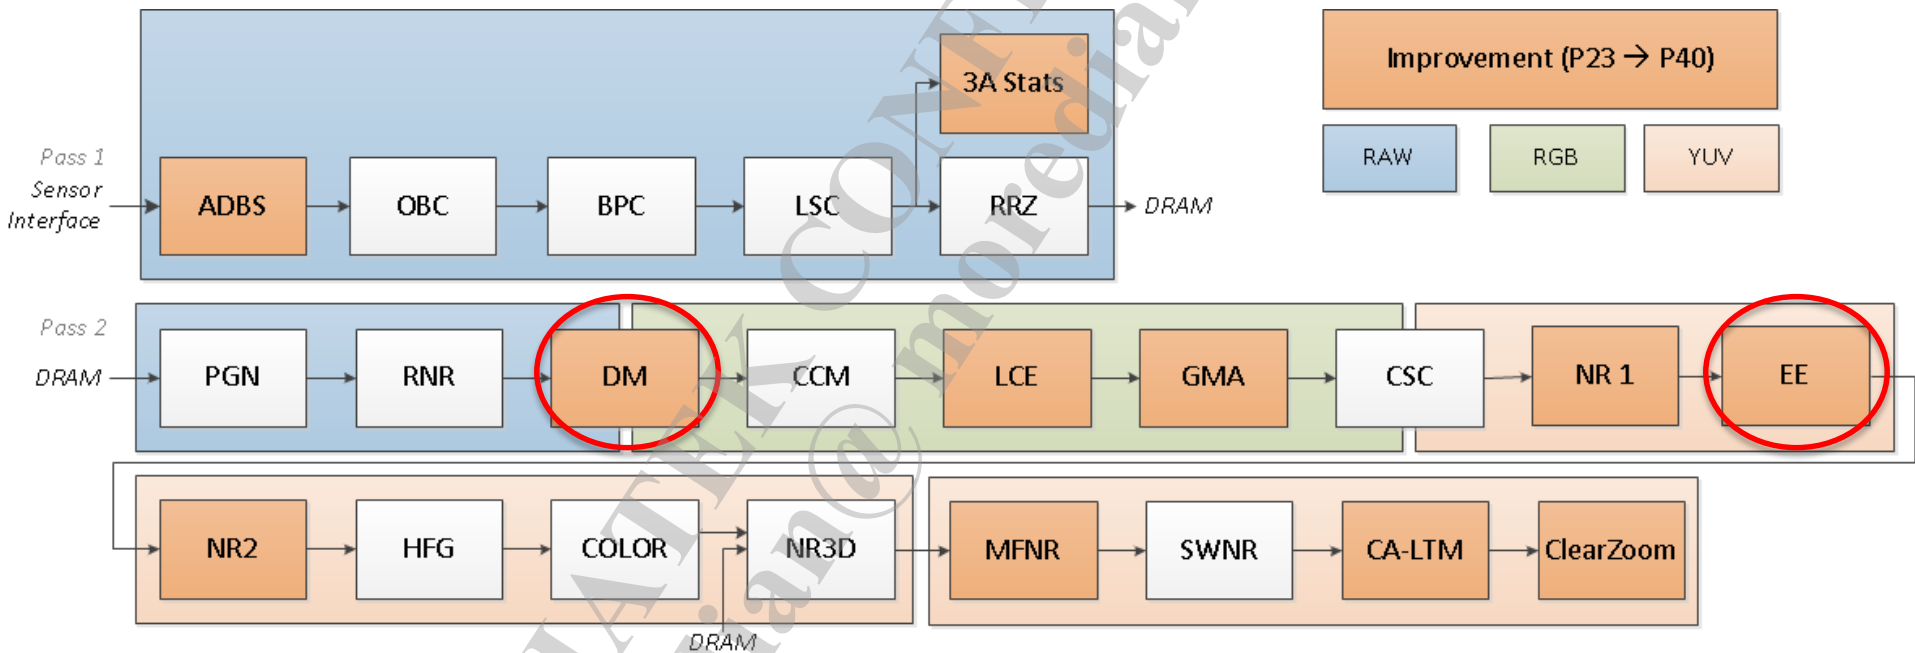 3A Stats
Improvement (P23 → P40)
RAW
RGB
YUV
Pass 1
Sensor
Interface
ADBS
OBC
BPC
LSC
RRZ
DRAM
Pass 2
DRAM
PGN
RNR
DM
CCM
LCE
GMA
CSC
NR 1
EE
NR2
HFG
COLOR
NR3D
MFNR
SWNR
CA-LTM
ClearZoom
DRAM